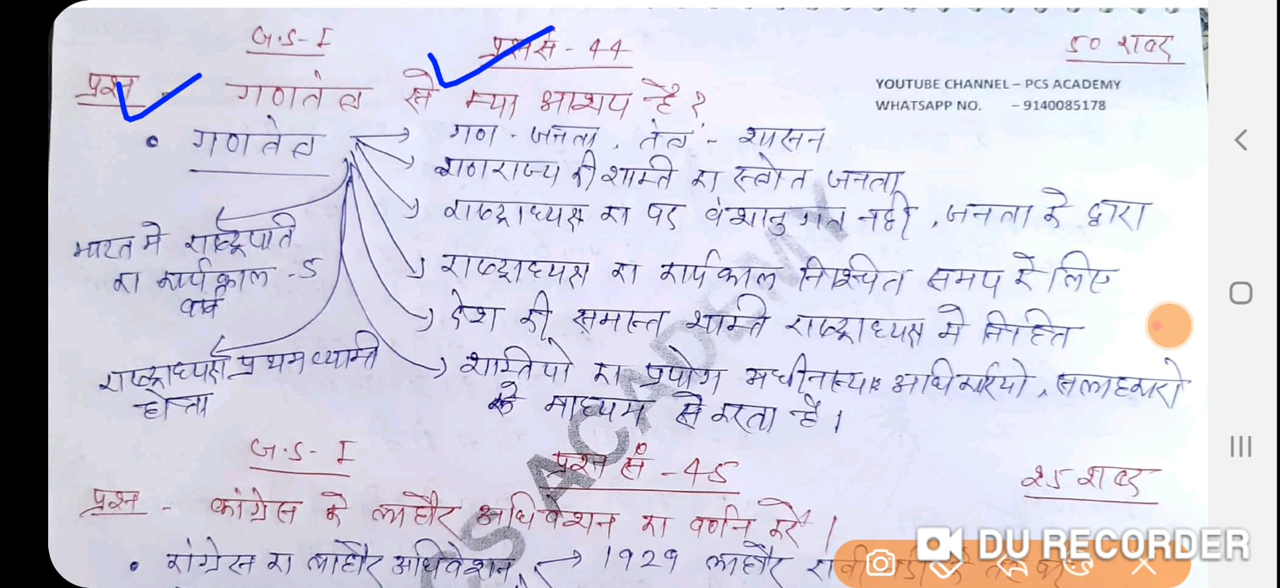 G.S-I प्रश्न सं - 44 50 शब्द
प्रश्न - गणतंत्र से क्या आशय है?
YOUTUBE CHANNEL – PCS ACADEMY
WHATSAPP NO. – 9140085178
• गणतंत्र → गण - जनता, तंत्र - शासन
→ गणराज्य की शक्ति का स्त्रोत जनता
→ राष्ट्राध्यक्ष का पद वंशानुगत नहीं, जनता के द्वारा
भारत में राष्ट्रपति
का कार्यकाल - 5
वर्ष
→ राष्ट्राध्यक्ष का कार्यकाल निश्चित समय के लिए
→ देश की समस्त शक्ति राष्ट्राध्यक्ष में निहित
राष्ट्राध्यक्ष प्रथम व्यक्ति
होता
→ शक्तियों का प्रयोग अधीनस्थ अधिकारियों, सलाहकारों
के माध्यम से करता है।
G.S-I प्रश्न सं - 45 25 शब्द
प्रश्न - कांग्रेस के लाहौर अधिवेशन का वर्णन करें।
• कांग्रेस का लाहौर अधिवेशन → 1929 लाहौर
DU RECORDER